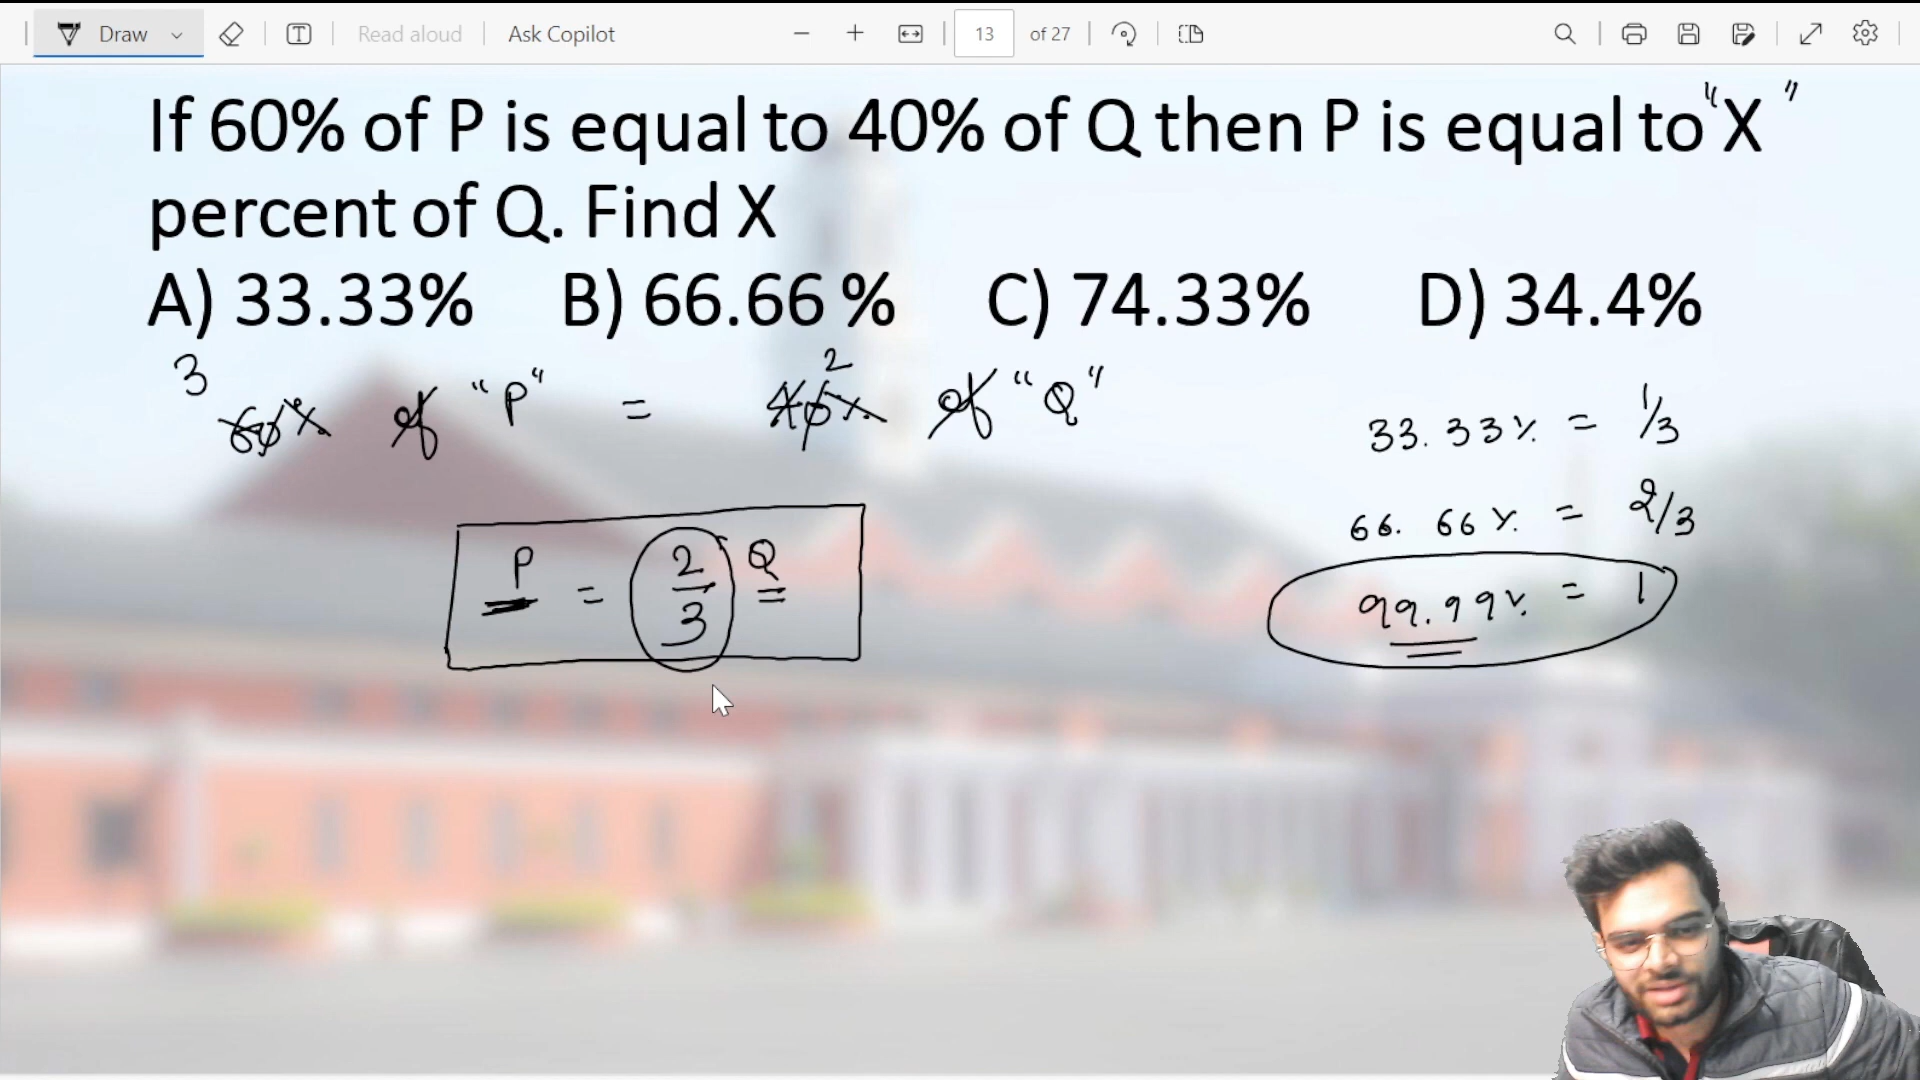 Draw Read aloud Ask Copilot 13 of 27
If 60% of P is equal to 40% of Q then P is equal to "X"
percent of Q. Find X
A) 33.33% B) 66.66 % C) 74.33% D) 34.4%
3 2
60% of "P" = 40% of "Q"
33.33% = 1/3
66.66% = 2/3
P = 2/3 Q
99.99% = 1